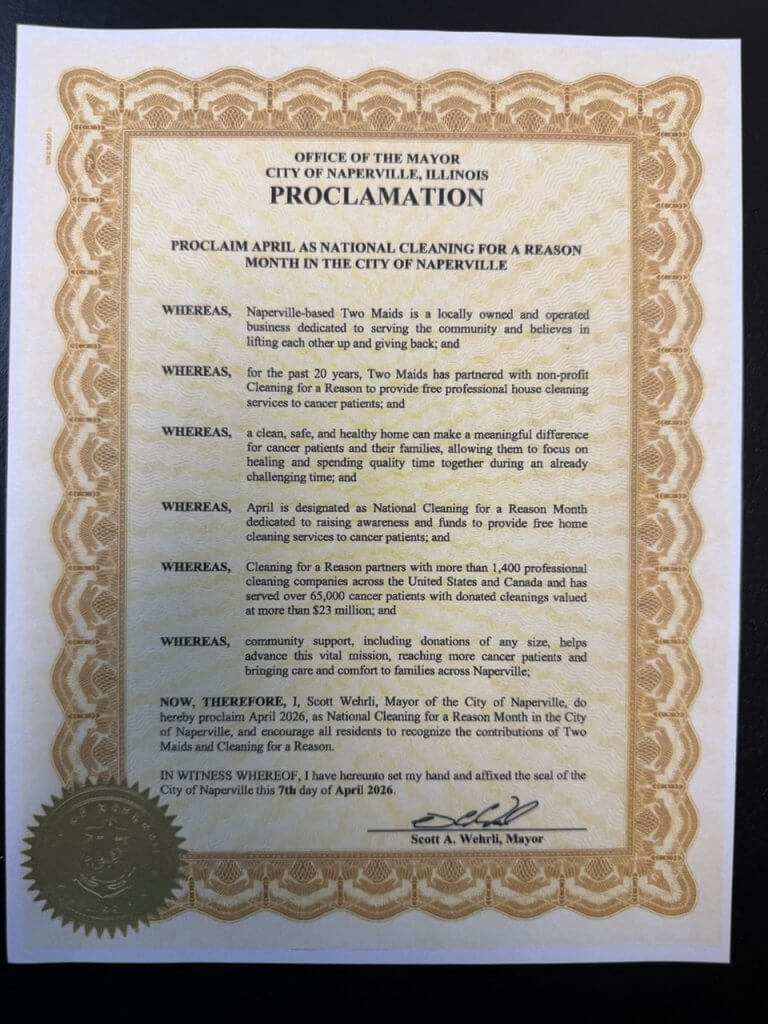 OFFICE OF THE MAYOR
CITY OF NAPERVILLE, ILLINOIS
PROCLAMATION
PROCLAIM APRIL AS NATIONAL CLEANING FOR A REASON
MONTH IN THE CITY OF NAPERVILLE
WHEREAS, Naperville-based Two Maids is a locally owned and operated
business dedicated to serving the community and believes in
lifting each other up and giving back; and
WHEREAS, for the past 20 years, Two Maids has partnered with non-profit
Cleaning for a Reason to provide free professional house cleaning
services to cancer patients; and
WHEREAS, a clean, safe, and healthy home can make a meaningful difference
for cancer patients and their families, allowing them to focus on
healing and spending quality time together during an already
challenging time; and
WHEREAS, April is designated as National Cleaning for a Reason Month
dedicated to raising awareness and funds to provide free home
cleaning services to cancer patients; and
WHEREAS, Cleaning for a Reason partners with more than 1,400 professional
cleaning companies across the United States and Canada and has
served over 65,000 cancer patients with donated cleanings valued
at more than $23 million; and
WHEREAS, community support, including donations of any size, helps
advance this vital mission, reaching more cancer patients and
bringing care and comfort to families across Naperville;
NOW, THEREFORE, I, Scott Wehrli, Mayor of the City of Naperville, do
hereby proclaim April 2026, as National Cleaning for a Reason Month in the City
of Naperville, and encourage all residents to recognize the contributions of Two
Maids and Cleaning for a Reason.
IN WITNESS WHEREOF, I have hereunto set my hand and affixed the seal of the
City of Naperville this 7th day of April 2026.
Scott A. Wehrli, Mayor